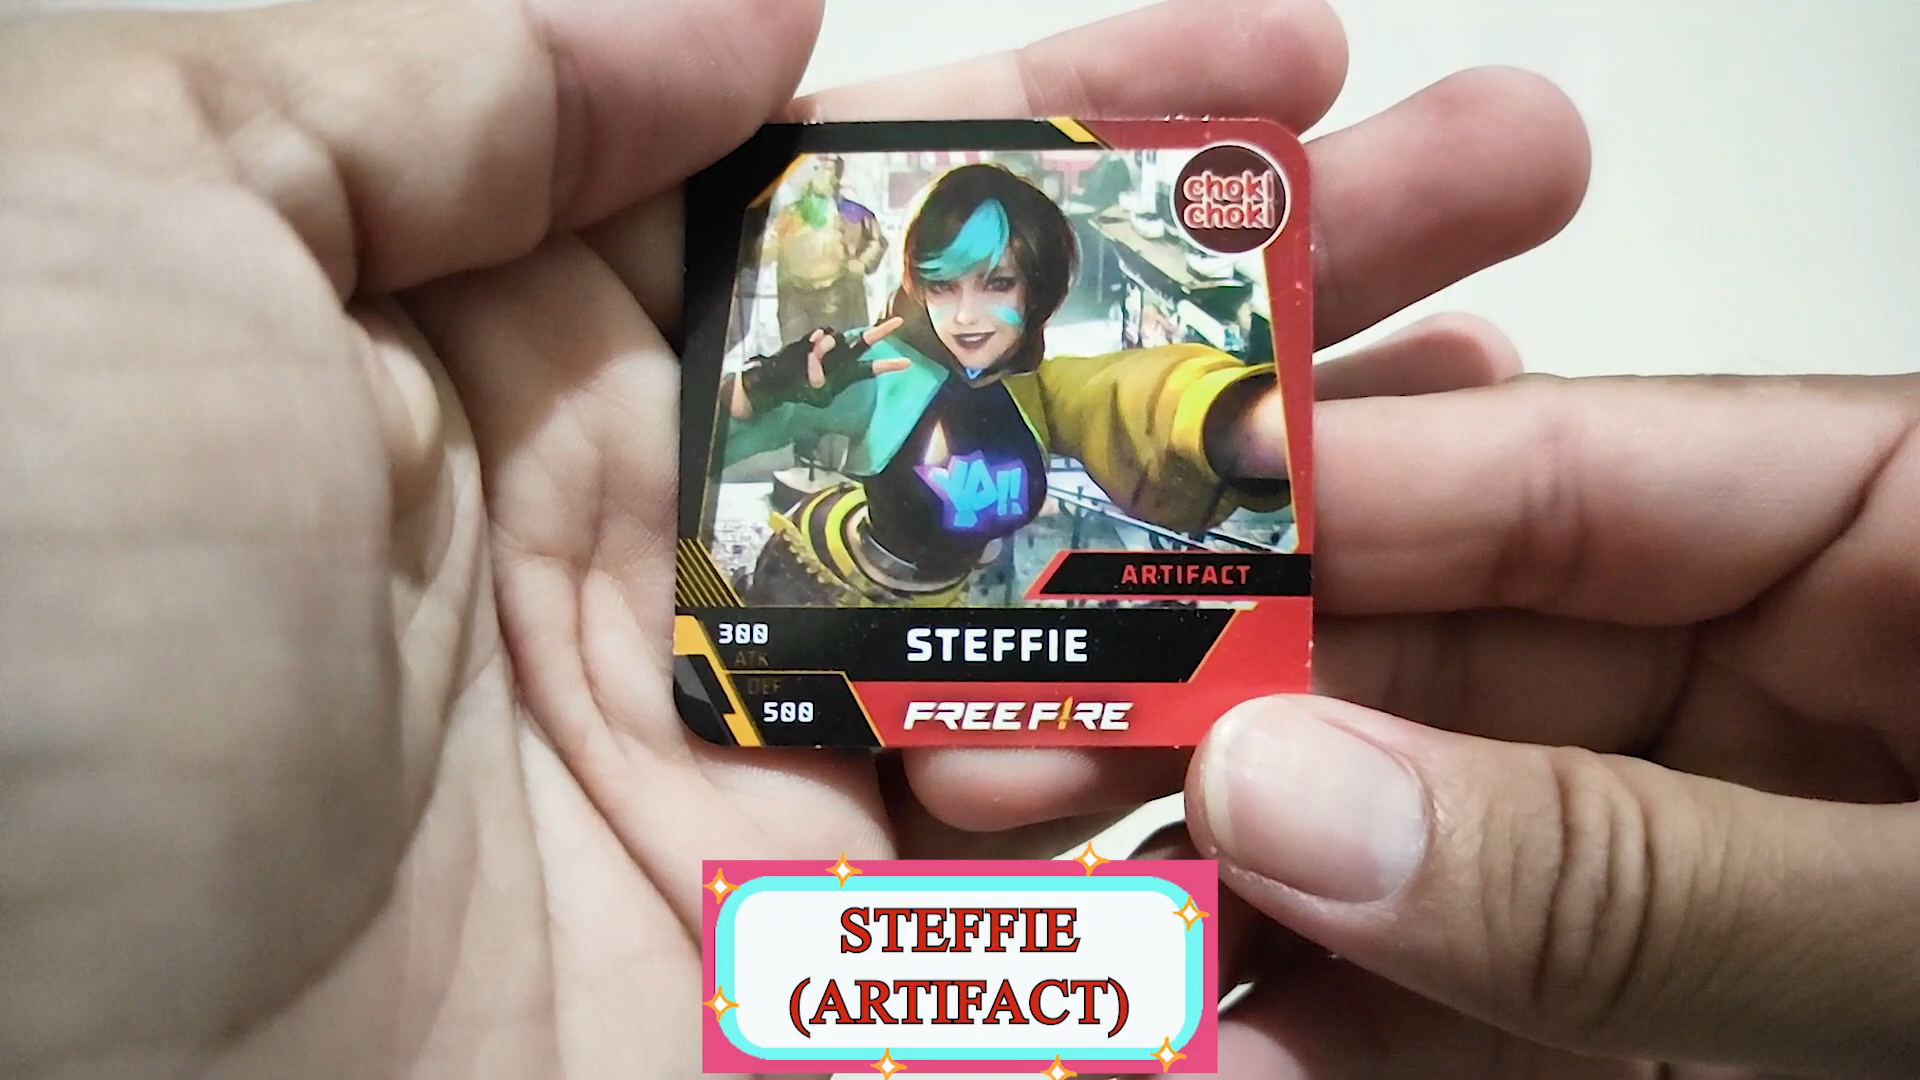 choki
choki
YA!!
ARTIFACT
300
ATK
STEFFIE
DEF
500
FREE FIRE
STEFFIE
(ARTIFACT)